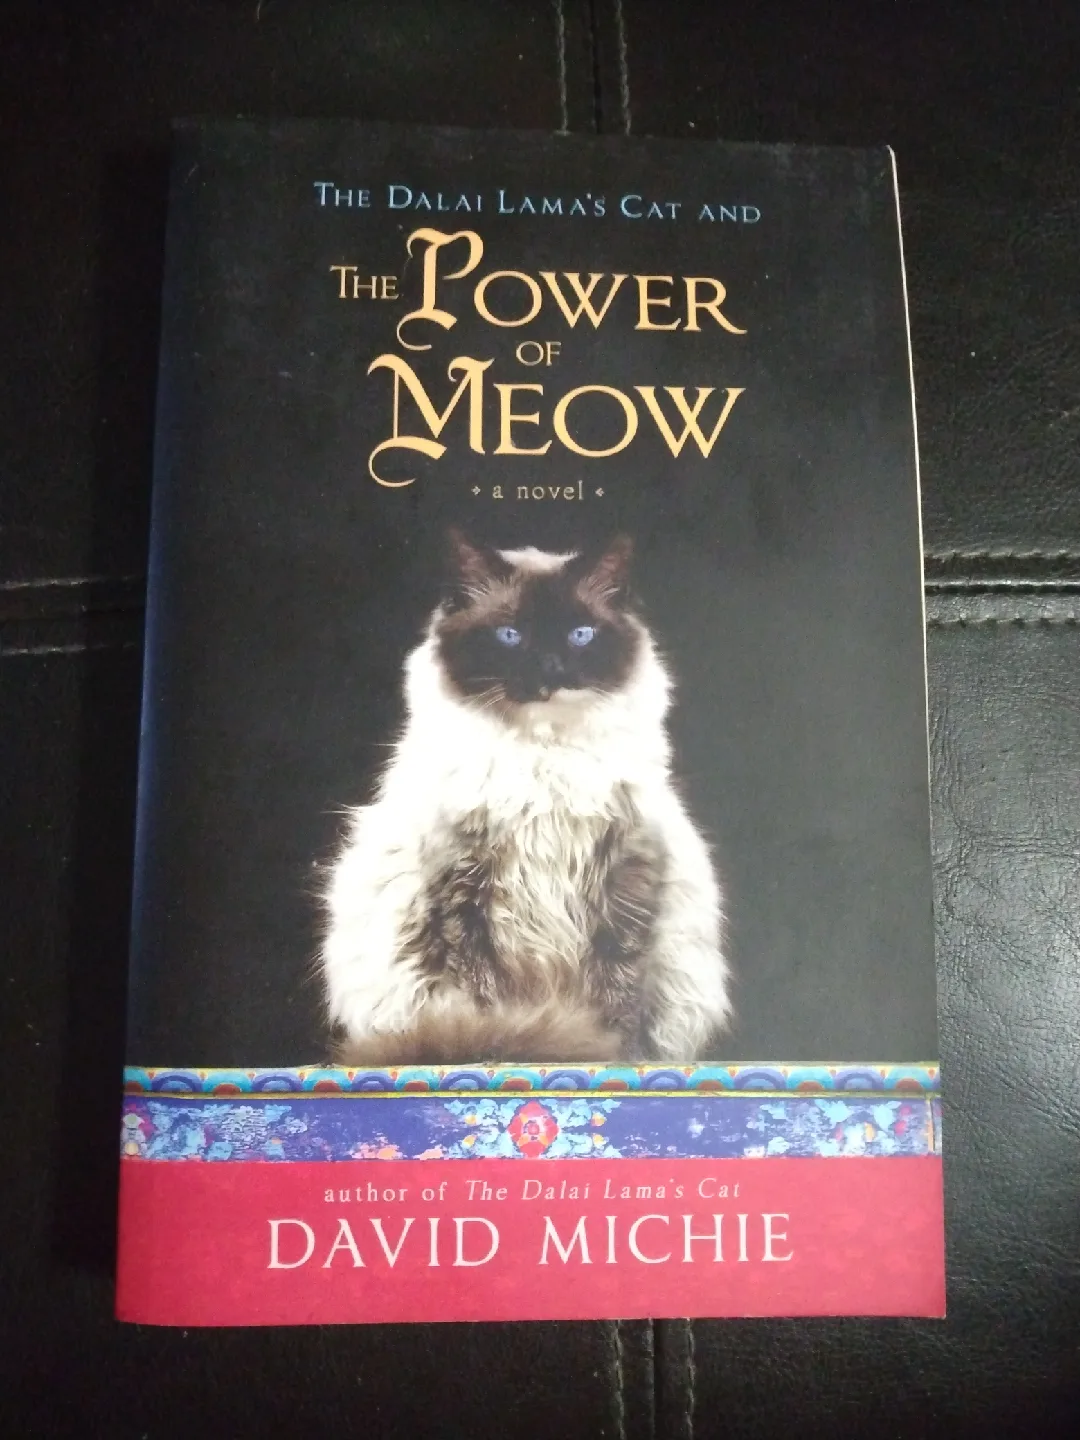 The Dalai Lama's Cat and
The Power
of
Meow
a novel
author of The Dalai Lama's Cat
DAVID MICHIE